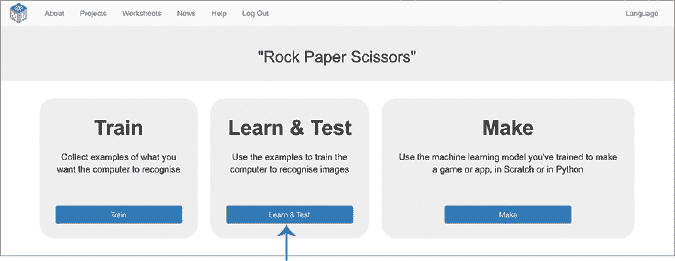 About Projects Worksheets News Help Log Out Language
"Rock Paper Scissors"
Train
Collect examples of what you
want the computer to recognise
Train
Learn & Test
Use the examples to train the
computer to recognise images
Learn & Test
Make
Use the machine learning model you've trained to make
a game or app, in Scratch or in Python
Make